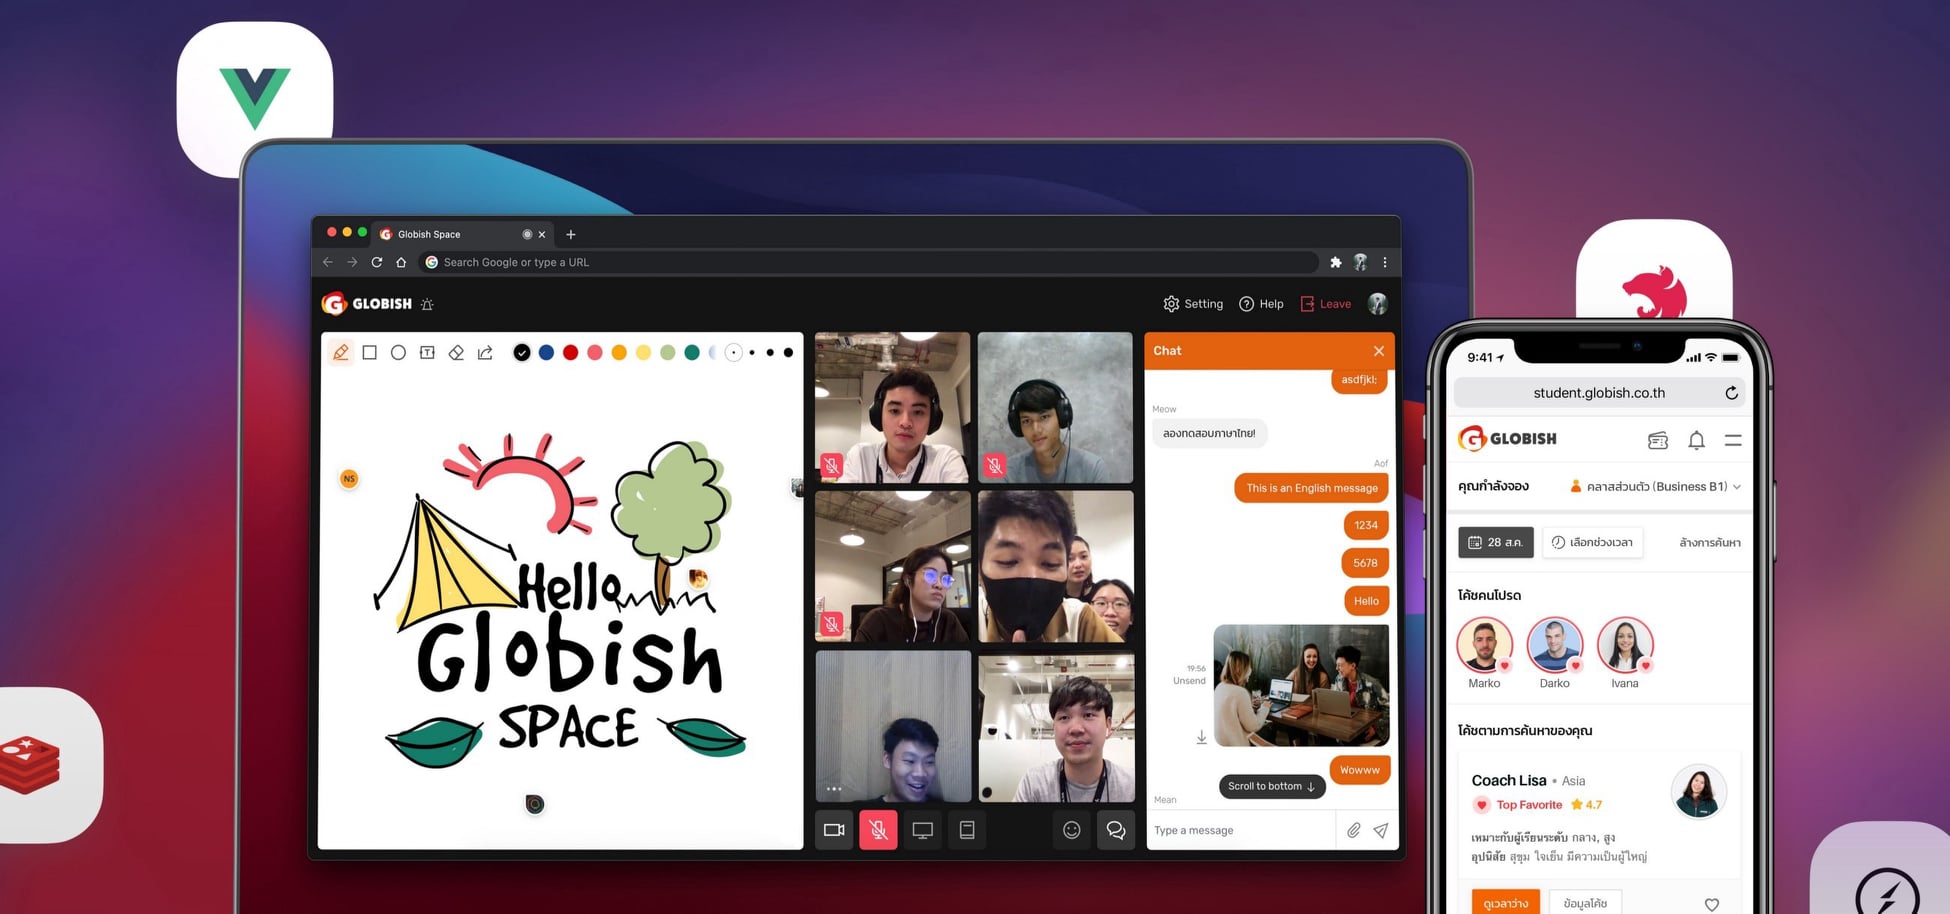 Globish Space
Search Google or type a URL
GLOBISH
Setting
Help
Leave
Chat
asdfjkl;
Meow
ลองทดสอบภาษาไทย!
Aof
This is an English message
1234
5678
Hello
19:56
Unsend
Wowww
Scroll to bottom
Mean
Type a message
NS
Hello
Globish
SPACE
9:41
student.globish.co.th
GLOBISH
คุณกำลังจอง
คลาสส่วนตัว (Business B1)
28 ส.ค.
เลือกช่วงเวลา
ล้างการค้นหา
โค้ชคนโปรด
Marko
Darko
Ivana
โค้ชตามการค้นหาของคุณ
Coach Lisa • Asia
Top Favorite 4.7
เหมาะกับผู้เรียนระดับ กลาง, สูง
อุปนิสัย สุขุม ใจเย็น มีความเป็นผู้ใหญ่
ดูเวลาว่าง
ข้อมูลโค้ช